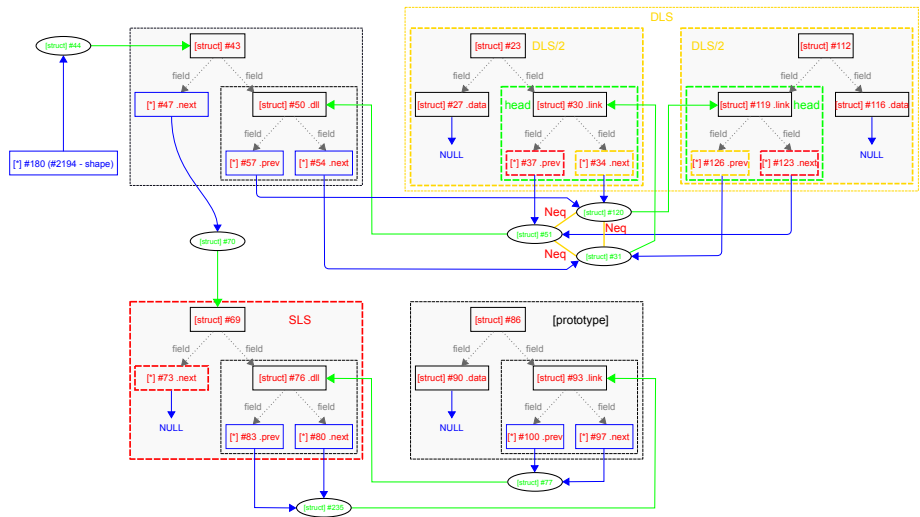 DLS
[struct] #44
[struct] #43
[struct] #23
DLS/2
DLS/2
[struct] #112
field
field
field
field
field
field
[*] #47 .next
[struct] #50 .dll
[struct] #27 .data
head
[struct] #30 .link
[struct] #119 .link
head
[struct] #116 .data
field
field
field
field
field
field
NULL
NULL
[*] #180 (#2194 - shape)
[*] #57 .prev
[*] #54 .next
[*] #37 .prev
[*] #34 .next
[*] #126 .prev
[*] #123 .next
Neq
[struct] #120
Neq
[struct] #51
[struct] #70
Neq
[struct] #31
[struct] #69
SLS
[struct] #86
[prototype]
field
field
field
field
[*] #73 .next
[struct] #76 .dll
[struct] #90 .data
[struct] #93 .link
field
field
field
field
NULL
[*] #83 .prev
[*] #80 .next
NULL
[*] #100 .prev
[*] #97 .next
[struct] #77
[struct] #235